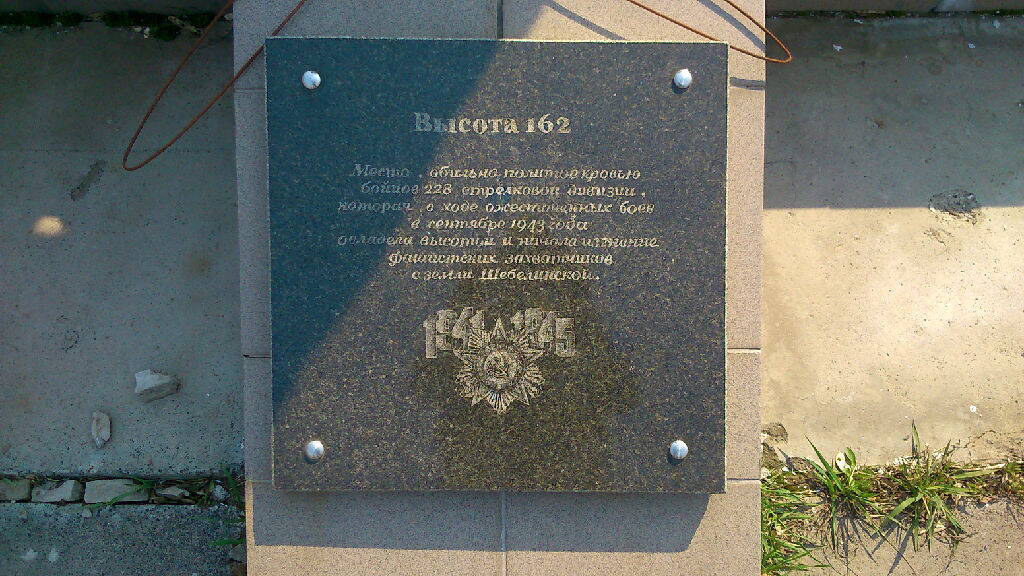 Высота 162
Место , обильно политое кровью
бойцов 228 стрелковой дивизии ,
которая , в ходе ожесточенных боев
в сентябре 1943 года
овладела высотой и начала изгнание
фашистских захватчиков
с земли Шебелинской .
1941 1945